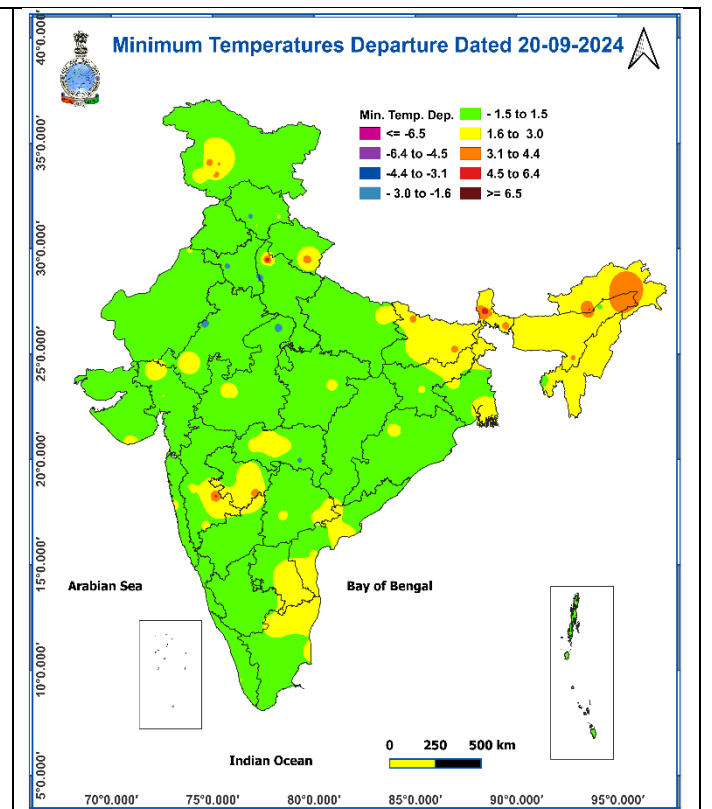 Minimum Temperatures Departure Dated 20-09-2024
Min. Temp. Dep.
<= -6.5
-6.4 to -4.5
-4.4 to -3.1
- 3.0 to -1.6
- 1.5 to 1.5
1.6 to 3.0
3.1 to 4.4
4.5 to 6.4
>= 6.5
40°0.000'
35°0.000'
30°0.000'
25°0.000'
20°0.000'
15°0.000'
10°0.000'
5°0.000'
Arabian Sea
Bay of Bengal
Indian Ocean
0 250 500 km
70°0.000' 75°0.000' 80°0.000' 85°0.000' 90°0.000' 95°0.000'